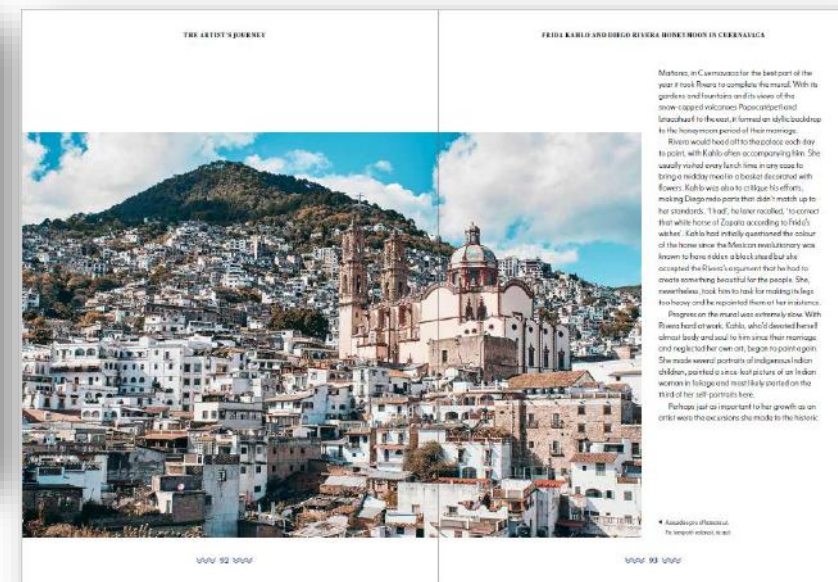 THE ARTIST'S JOURNEY
FRIDA KAHLO AND DIEGO RIVERA HONEYMOON IN CUERNAVACA
Mañana, in Cuernavaca for the best part of the
year it took Rivera to complete the mural. With its
gardens and fountains and its views of the
snow-capped volcanoes Popocatépetl and
Iztaccíhuatl to the east, it formed an idyllic backdrop
to the honeymoon period of their marriage.
Rivera would head off to the palace each day
to paint, with Kahlo often accompanying him. She
usually visited every lunch time in any case to
bring a midday meal in a basket decorated with
flowers. Kahlo was also to critique his efforts,
making Diego redo parts that didn't match up to
her standards. 'I had', he later recalled, 'to correct
that white horse of Zapata according to Frida's
wishes'. Kahlo had initially questioned the colour
of the horse since the Mexican revolutionary was
known to have ridden a black steed but she
accepted the Rivera's argument that he had to
create something beautiful for the people. She,
nevertheless, took him to task for making its legs
too heavy and he repainted them at her insistence.
Progress on the mural was extremely slow. With
Rivera hard at work, Kahlo, who'd devoted herself
almost body and soul to him since their marriage
and neglected her own art, began to paint again.
She made several portraits of indigenous Indian
children, painted a since-lost picture of an Indian
woman in foliage and most likely started on the
third of her self-portraits here.
Perhaps just as important to her growth as an
artist were the excursions she made to the historic
92
93